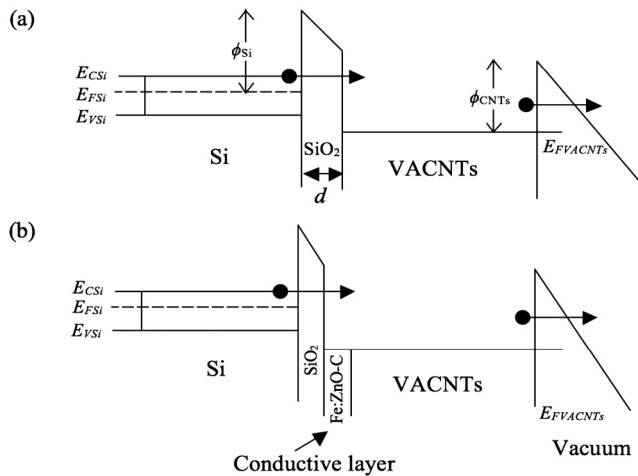 (a)
ϕSi
ECSi
EFSi
EVSi
ϕCNTs
Si
SiO2
VACNTs
EFVACNTs
d
(b)
ECSi
EFSi
EVSi
Si
SiO2
Fe:ZnO-C
VACNTs
EFVACNTs
Conductive layer
Vacuum